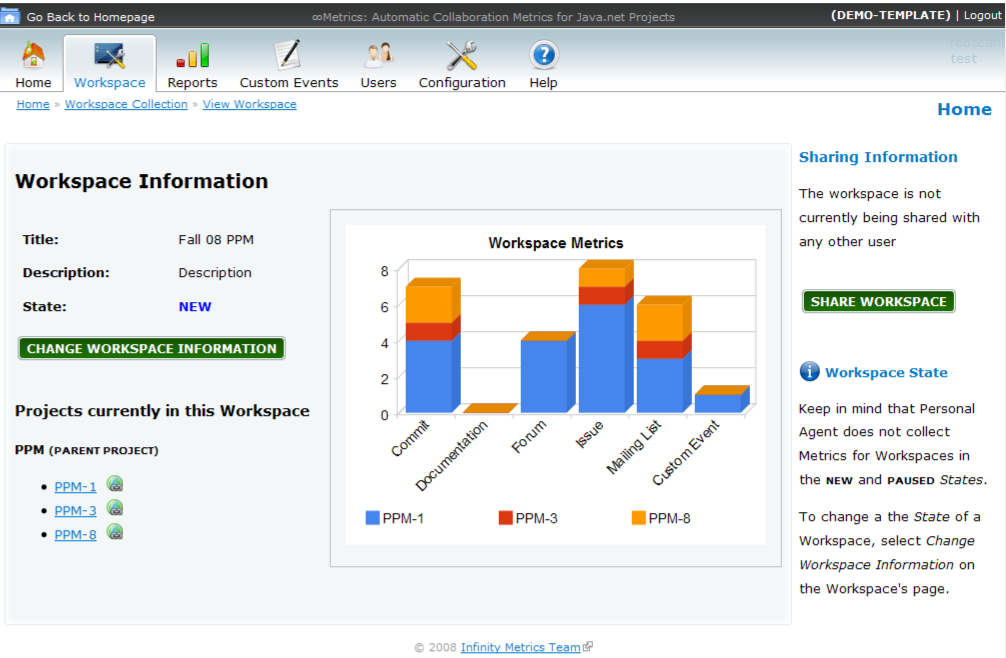 Go Back to Homepage
∞Metrics: Automatic Collaboration Metrics for Java.net Projects
(DEMO-TEMPLATE) | Logout
test
Home
Workspace
Reports
Custom Events
Users
Configuration
Help
Home » Workspace Collection » View Workspace
Home
Workspace Information
Title: Fall 08 PPM
Description: Description
State: NEW
CHANGE WORKSPACE INFORMATION
Projects currently in this Workspace
PPM (PARENT PROJECT)
• PPM-1
• PPM-3
• PPM-8
Workspace Metrics
8
6
4
2
0
Commit
Documentation
Forum
Issue
Mailing List
Custom Event
PPM-1
PPM-3
PPM-8
Sharing Information
The workspace is not
currently being shared with
any other user
SHARE WORKSPACE
Workspace State
Keep in mind that Personal
Agent does not collect
Metrics for Workspaces in
the NEW and PAUSED States.
To change a the State of a
Workspace, select Change
Workspace Information on
the Workspace's page.
© 2008 Infinity Metrics Team